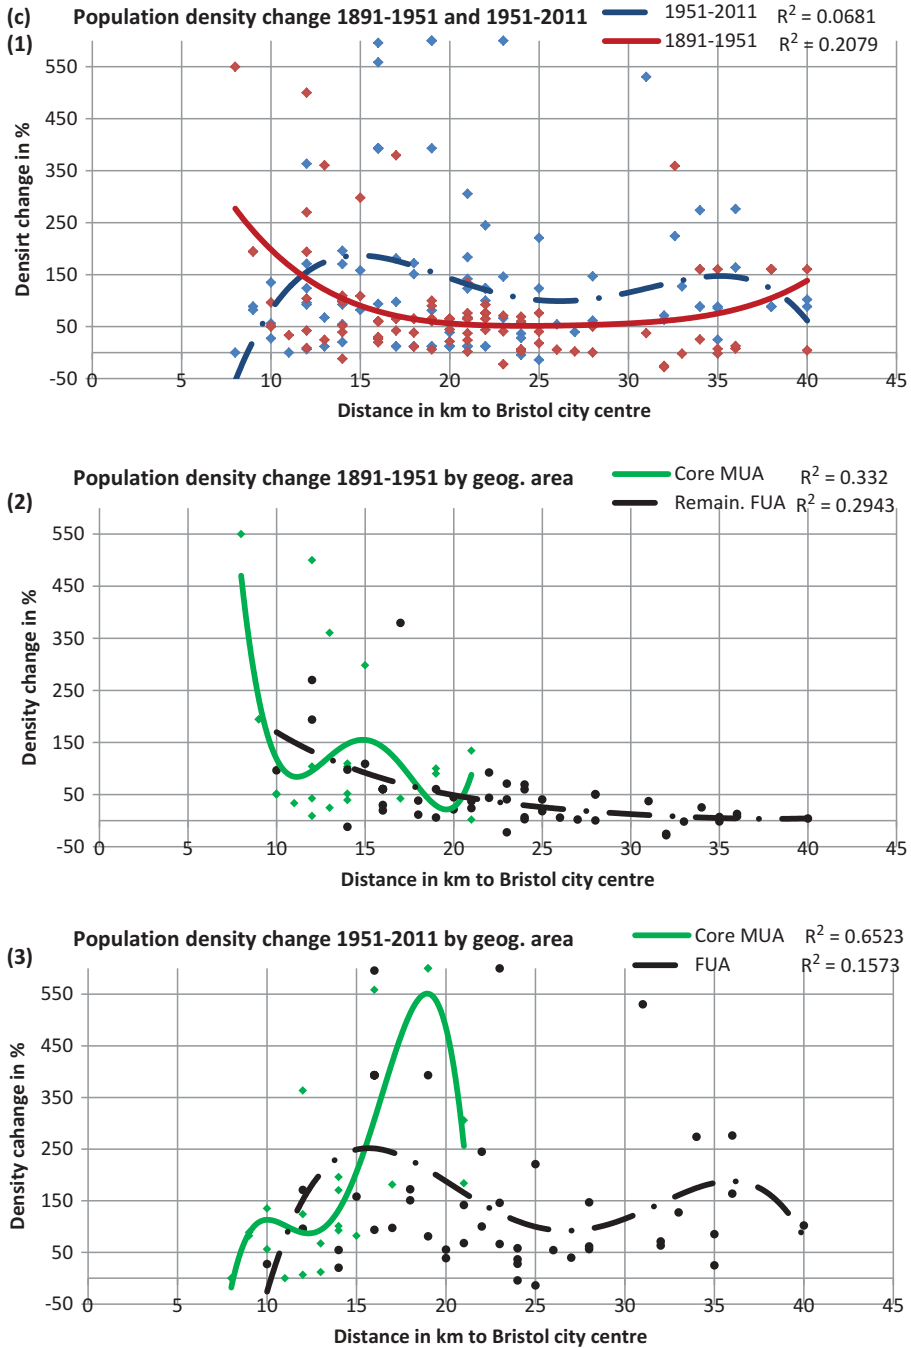 (c) Population density change 1891-1951 and 1951-2011
1951-2011 R² = 0.0681
(1)
1891-1951 R² = 0.2079
Densirt change in %
550
450
350
250
150
50
-50
0 5 10 15 20 25 30 35 40 45
Distance in km to Bristol city centre
Population density change 1891-1951 by geog. area
Core MUA R² = 0.332
(2)
Remain. FUA R² = 0.2943
Density change in %
550
450
350
250
150
50
-50
0 5 10 15 20 25 30 35 40 45
Distance in km to Bristol city centre
Population density change 1951-2011 by geog. area
Core MUA R² = 0.6523
(3)
FUA R² = 0.1573
Density cahange in %
550
450
350
250
150
50
-50
0 5 10 15 20 25 30 35 40 45
Distance in km to Bristol city centre